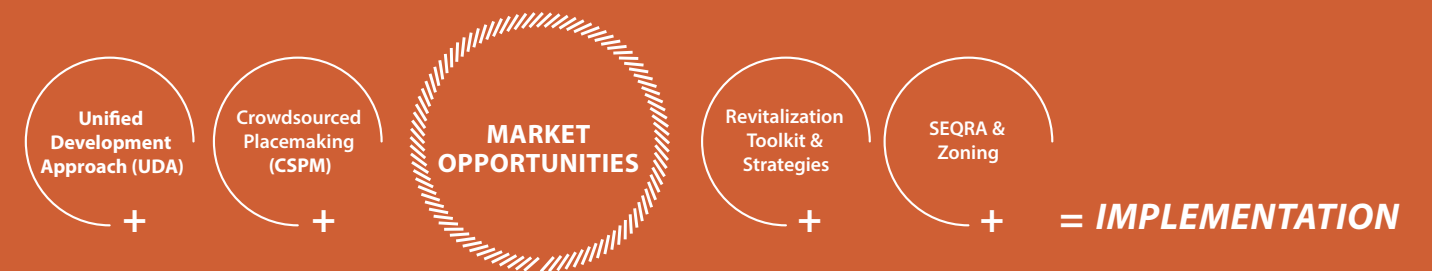 Unified
Development
Approach (UDA)
+
Crowdsourced
Placemaking
(CSPM)
+
MARKET
OPPORTUNITIES
Revitalization
Toolkit &
Strategies
+
SEQRA &
Zoning
+
= IMPLEMENTATION